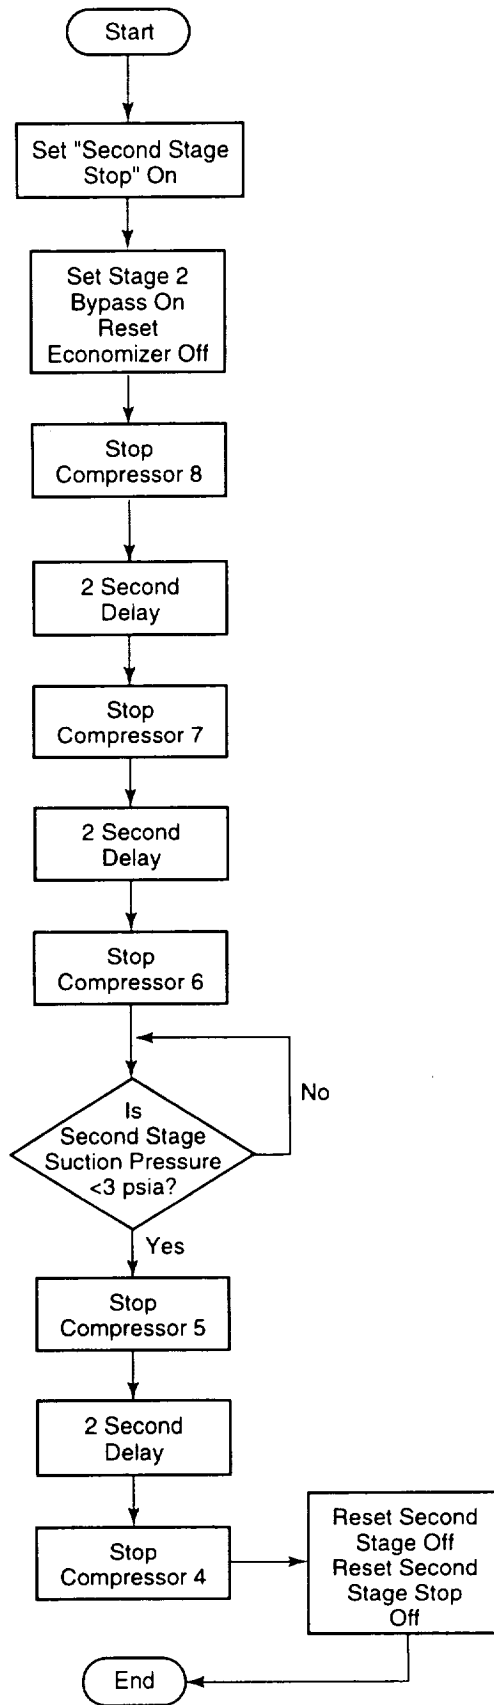 Start
Set "Second Stage
Stop" On
Set Stage 2
Bypass On
Reset
Economizer Off
Stop
Compressor 8
2 Second
Delay
Stop
Compressor 7
2 Second
Delay
Stop
Compressor 6
No
Is
Second Stage
Suction Pressure
<3 psia?
Yes
Stop
Compressor 5
2 Second
Delay
Stop
Compressor 4
Reset Second
Stage Off
Reset Second
Stage Stop
Off
End